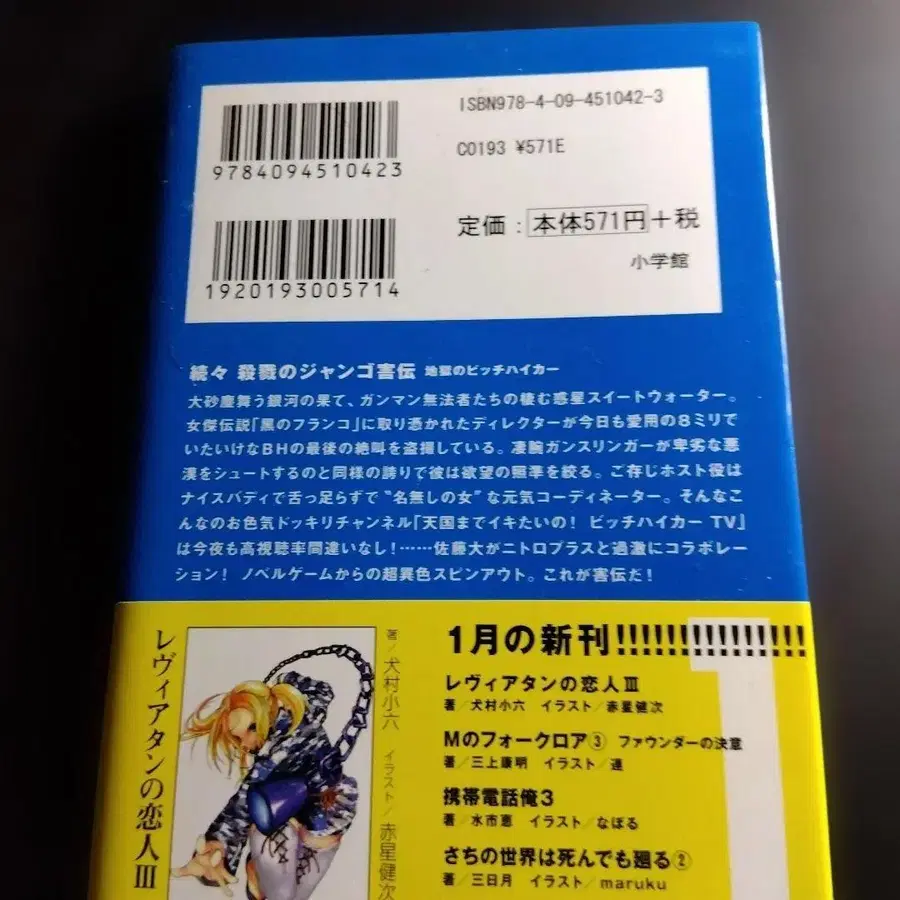 ISBN978-4-09-451042-3
9784094510423
C0193 ¥571E
定価：本体571円+税
小学館
1920193005714
続々 殺戮のジャンゴ害伝 地獄のビッチハイカー
大砂塵舞う銀河の果て、ガンマン無法者たちの棲む惑星スイートウォーター。
女傑伝説「黒のフランコ」に取り憑かれたディレクターが今日も愛用の8ミリで
いたいけなBHの最後の絶叫を盗撮している。凄腕ガンスリンガーが卑劣な悪
漢をシュートするのと同様の誇りで彼は欲望の照準を絞る。ご存じホスト役は
ナイスバディで舌っ足らずで“名無しの女”な元気コーディネーター。そんなこ
んなのお色気ドッキリチャンネル「天国までイキたいの！ ビッチハイカー TV」
は今夜も高視聴率間違いなし！……佐藤大がニトロプラスと過激にコラボレー
ション！ ノベルゲームからの超異色スピンアウト。これが害伝だ！
レヴィアタンの恋人Ⅲ
著／犬村小六 イラスト／赤星健次
1月の新刊!!!!!!!!!!!!!!!!!!
レヴィアタンの恋人Ⅲ
著／犬村小六 イラスト／赤星健次
Mのフォークロア③ ファウンダーの決意
著／三上康明 イラスト／連
携帯電話俺3
著／水市恵 イラスト／なぽる
さちの世界は死んでも廻る②
著／三日月 イラスト／maruku
1